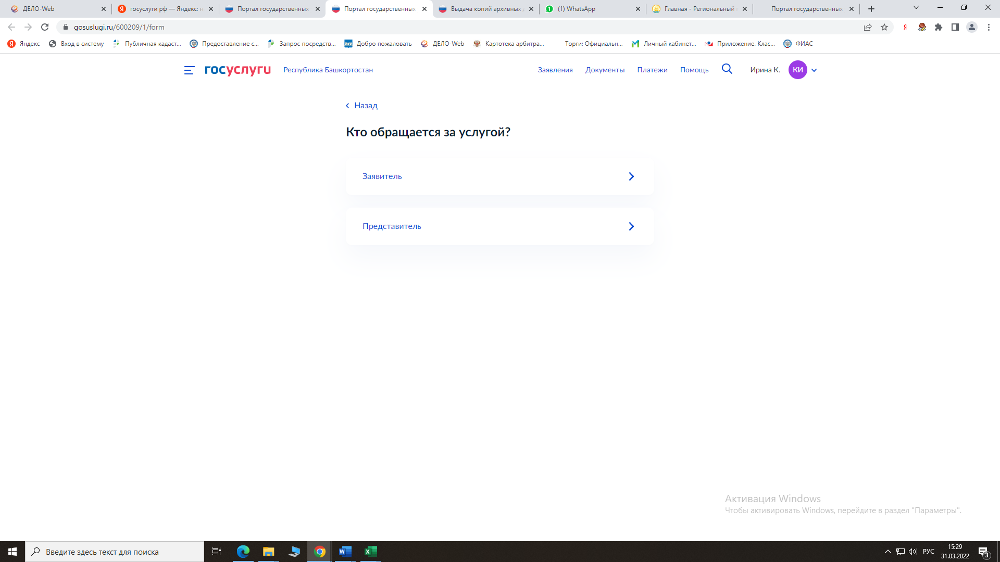 ДЕЛО-Web
госуслуги рф — Яндекс: н
Портал государственных
Портал государственных
Выдача копий архивных
(1) WhatsApp
Главная - Региональный
Портал государственных
gosuslugi.ru/600209/1/form
Яндекс
Вход в систему
Публичная кадаст...
Предоставление с...
Запрос посредств...
Добро пожаловать
ДЕЛО-Web
Картотека арбитра...
Торги: Официальн...
Личный кабинет...
Приложение. Клас...
ФИАС
госуслуги
Республика Башкортостан
Заявления
Документы
Платежи
Помощь
Ирина К.
КИ
Назад
Кто обращается за услугой?
Заявитель
Представитель
Активация Windows
Чтобы активировать Windows, перейдите в раздел "Параметры".
Введите здесь текст для поиска
РУС
15:29
31.03.2022
3